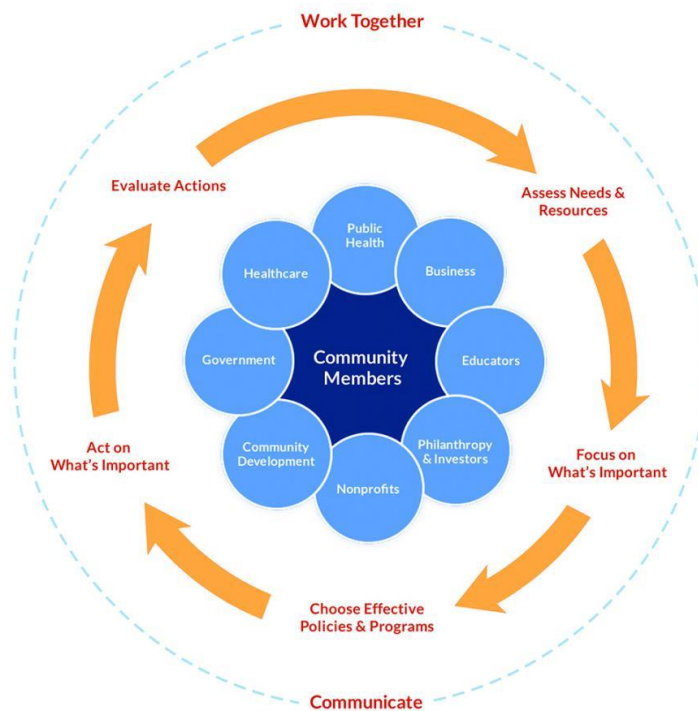 Work Together
Evaluate Actions
Assess Needs &
Resources
Public
Health
Healthcare
Business
Government
Community
Members
Educators
Act on
What's Important
Community
Development
Philanthropy
& Investors
Focus on
What's Important
Nonprofits
Choose Effective
Policies & Programs
Communicate